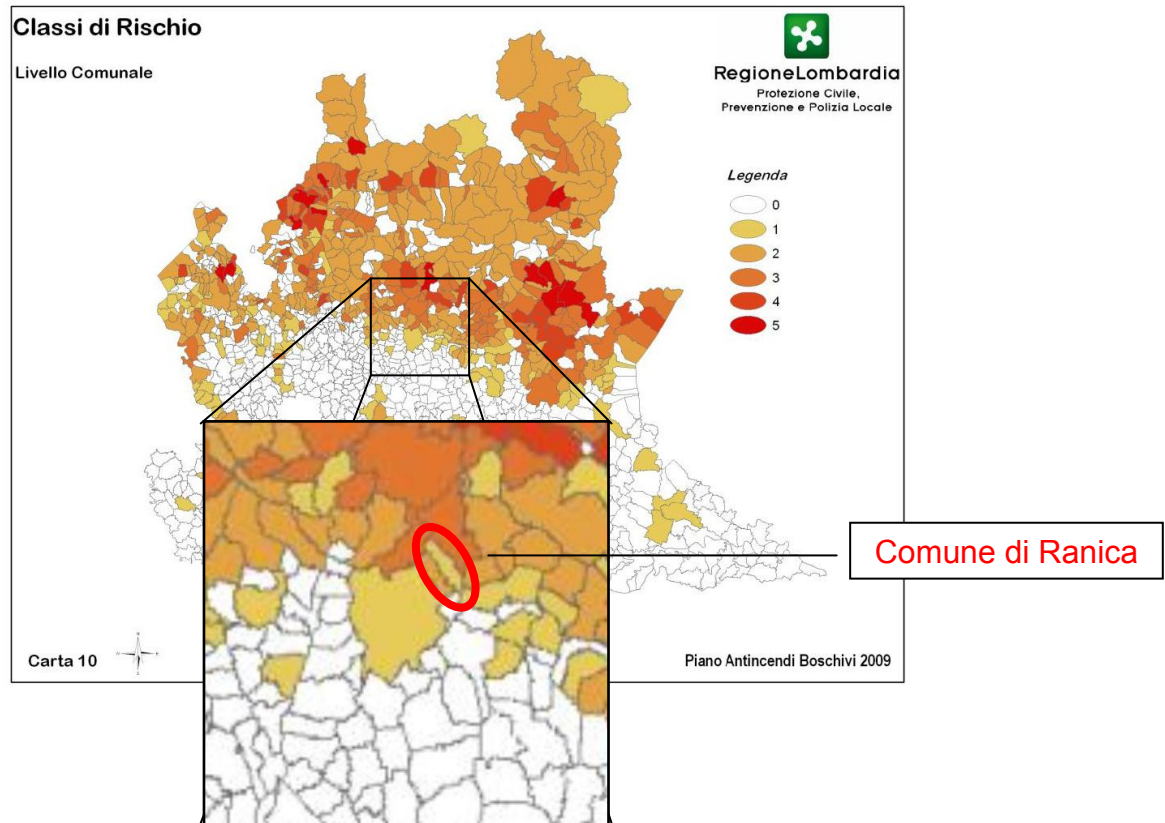 Classi di Rischio
Livello Comunale
RegioneLombardia
Protezione Civile,
Prevenzione e Polizia Locale
Legenda
0
1
2
3
4
5
Comune di Ranica
Carta 10
Piano Antincendi Boschivi 2009